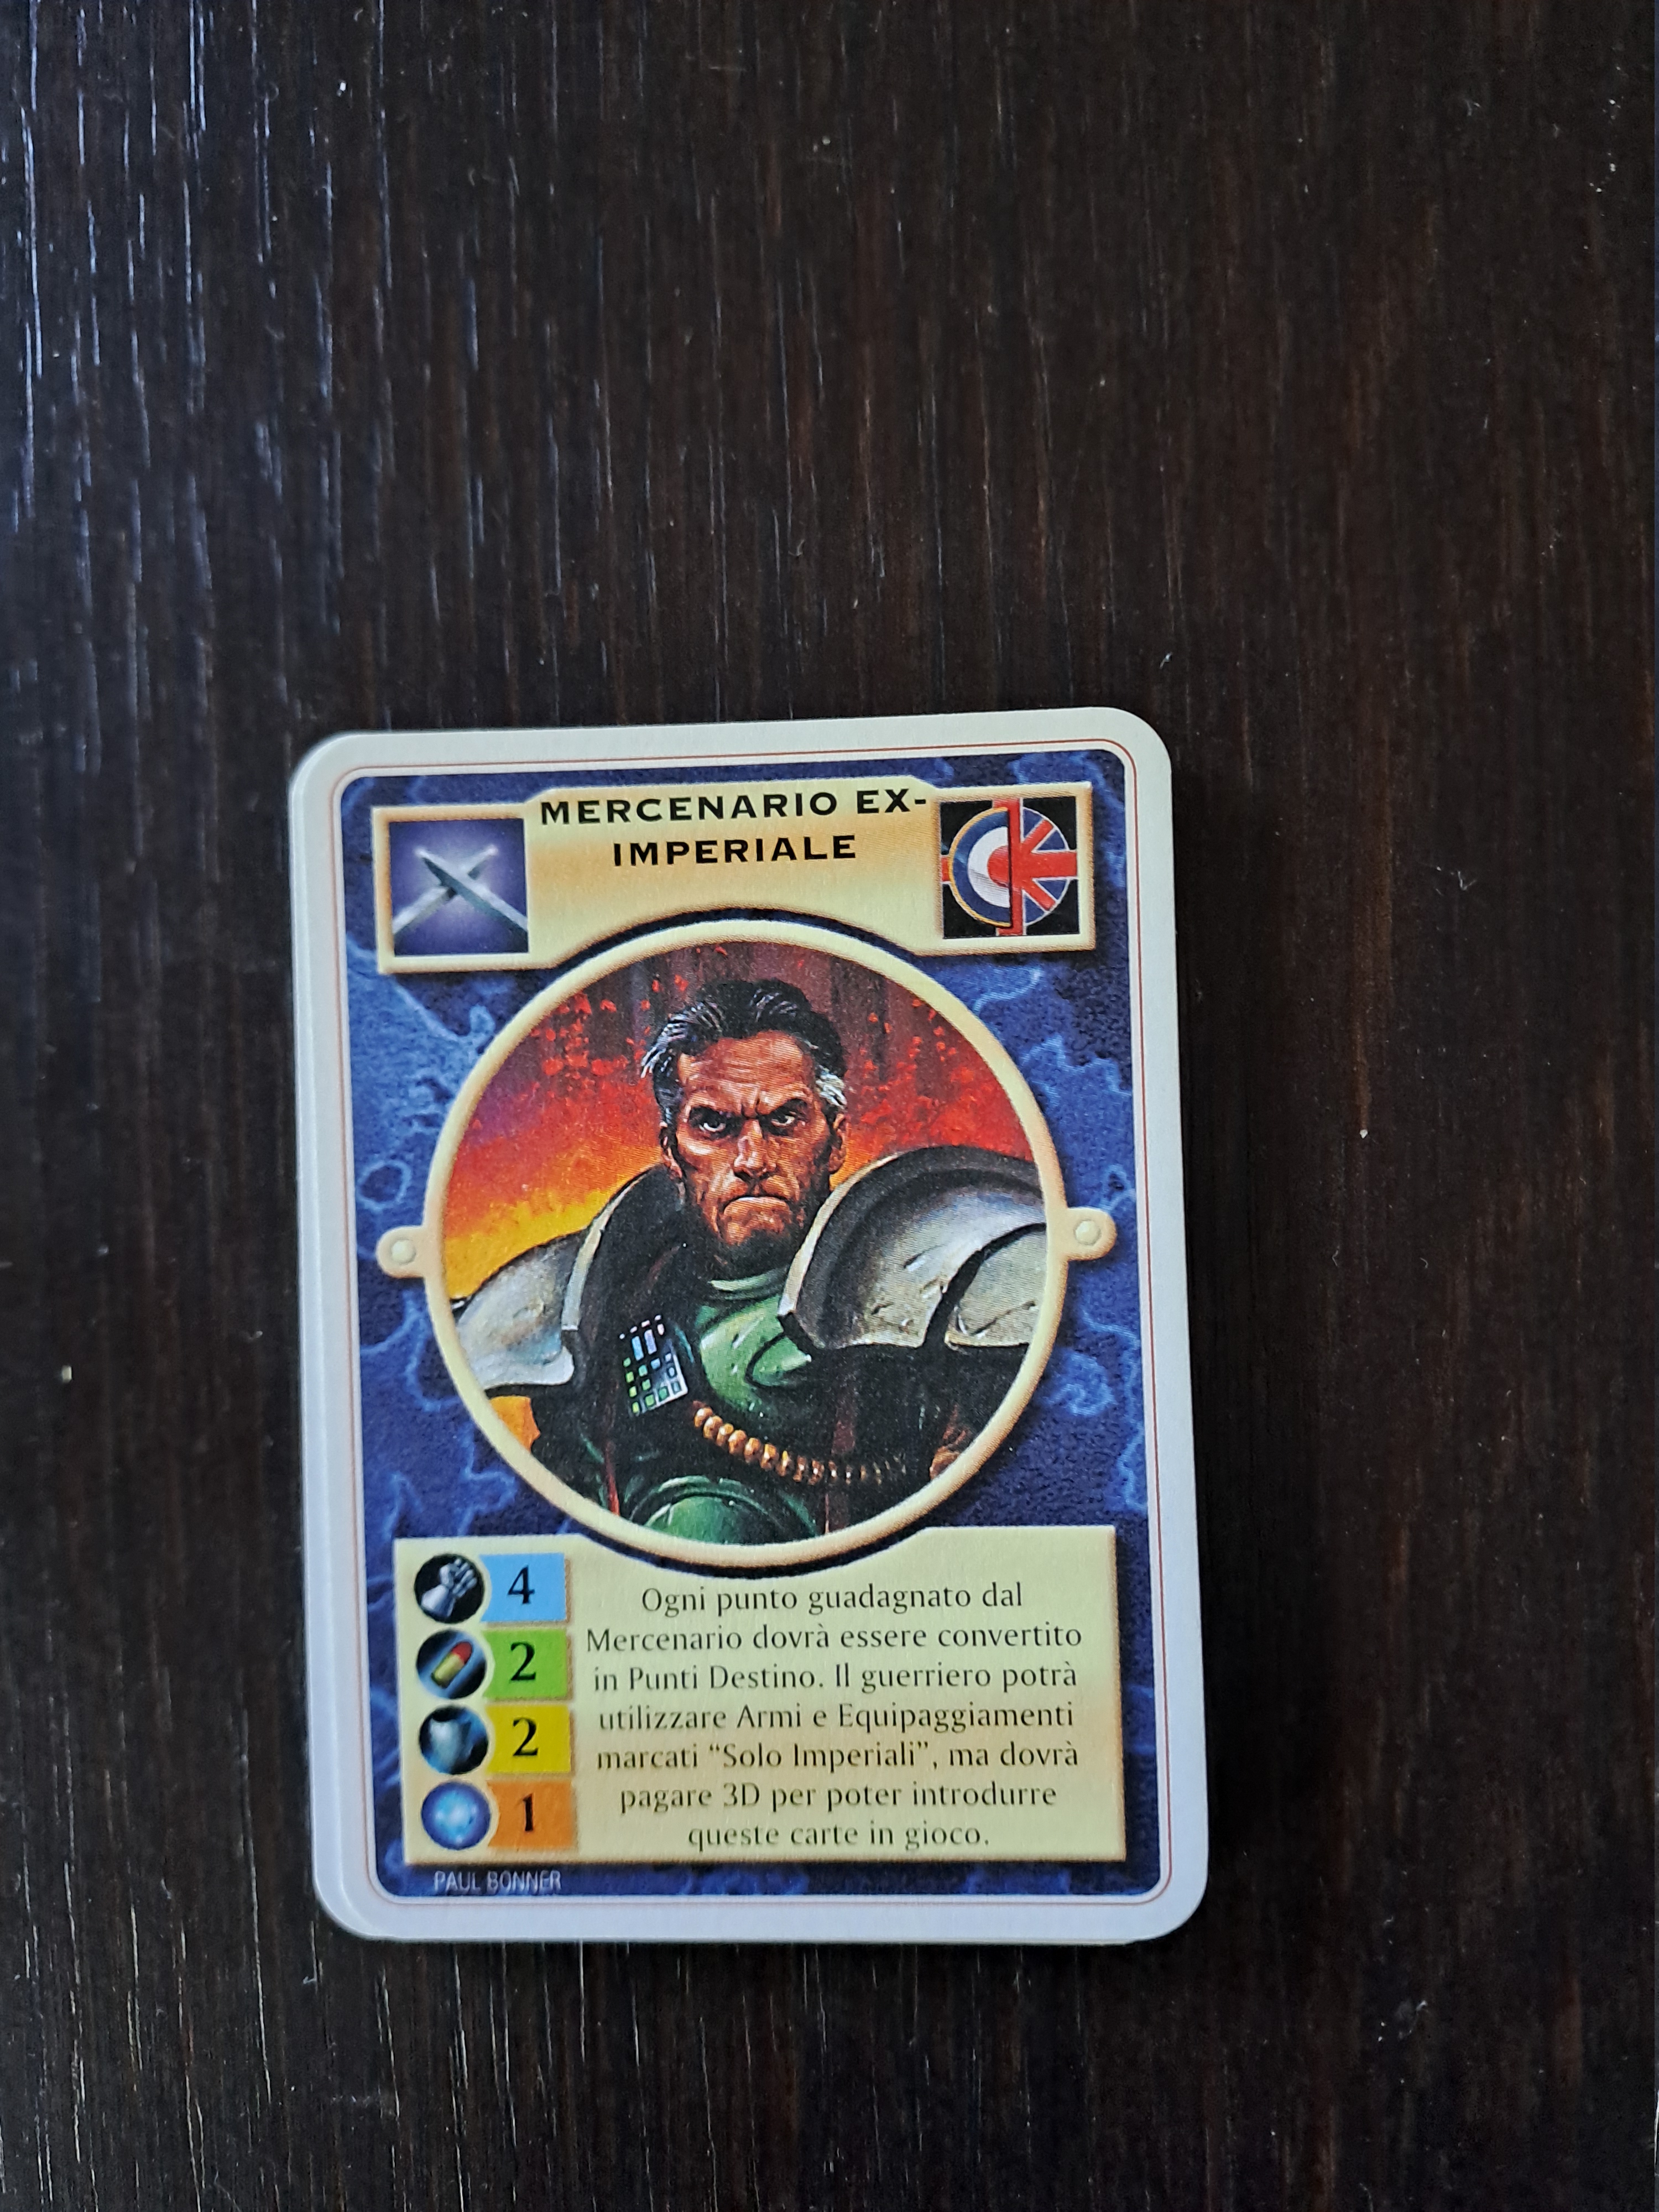 MERCENARIO EX-
IMPERIALE
4
2
2
1
Ogni punto guadagnato dal
Mercenario dovrà essere convertito
in Punti Destino. Il guerriero potrà
utilizzare Armi e Equipaggiamenti
marcati “Solo Imperiali”, ma dovrà
pagare 3D per poter introdurre
queste carte in gioco.
PAUL BONNER